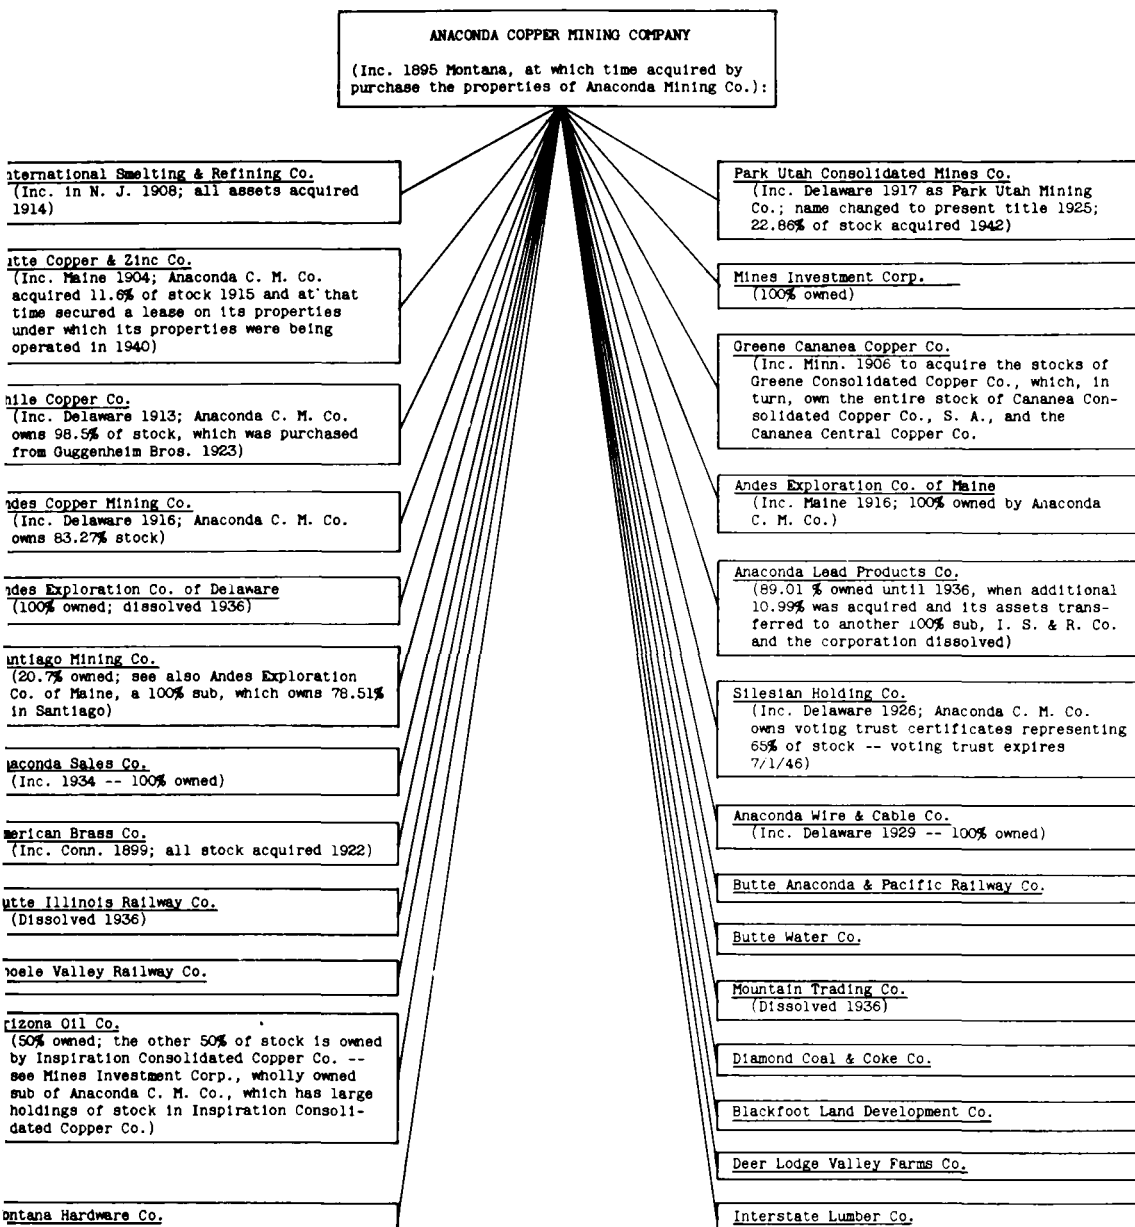 ANACONDA COPPER MINING COMPANY
(Inc. 1895 Montana, at which time acquired by
purchase the properties of Anaconda Mining Co.):
nternational Smelting & Refining Co.
(Inc. in N. J. 1908; all assets acquired
1914)
utte Copper & Zinc Co.
(Inc. Maine 1904; Anaconda C. M. Co.
acquired 11.6% of stock 1915 and at that
time secured a lease on its properties
under which its properties were being
operated in 1940)
hile Copper Co.
(Inc. Delaware 1913; Anaconda C. M. Co.
owns 98.5% of stock, which was purchased
from Guggenheim Bros. 1923)
ndes Copper Mining Co.
(Inc. Delaware 1916; Anaconda C. M. Co.
owns 83.27% stock)
ndes Exploration Co. of Delaware
(100% owned; dissolved 1936)
antiago Mining Co.
(20.7% owned; see also Andes Exploration
Co. of Maine, a 100% sub, which owns 78.51%
in Santiago)
naconda Sales Co.
(Inc. 1934 -- 100% owned)
merican Brass Co.
(Inc. Conn. 1899; all stock acquired 1922)
utte Illinois Railway Co.
(Dissolved 1936)
ooele Valley Railway Co.
rizona Oil Co.
(50% owned; the other 50% of stock is owned
by Inspiration Consolidated Copper Co. --
see Mines Investment Corp., wholly owned
sub of Anaconda C. M. Co., which has large
holdings of stock in Inspiration Consoli-
dated Copper Co.)
ontana Hardware Co.
Park Utah Consolidated Mines Co.
(Inc. Delaware 1917 as Park Utah Mining
Co.; name changed to present title 1925;
22.86% of stock acquired 1942)
Mines Investment Corp.
(100% owned)
Greene Cananea Copper Co.
(Inc. Minn. 1906 to acquire the stocks of
Greene Consolidated Copper Co., which, in
turn, own the entire stock of Cananea Con-
solidated Copper Co., S. A., and the
Cananea Central Copper Co.
Andes Exploration Co. of Maine
(Inc. Maine 1916; 100% owned by Anaconda
C. M. Co.)
Anaconda Lead Products Co.
(89.01 % owned until 1936, when additional
10.99% was acquired and its assets trans-
ferred to another 100% sub, I. S. & R. Co.
and the corporation dissolved)
Silesian Holding Co.
(Inc. Delaware 1926; Anaconda C. M. Co.
owns voting trust certificates representing
65% of stock -- voting trust expires
7/1/46)
Anaconda Wire & Cable Co.
(Inc. Delaware 1929 -- 100% owned)
Butte Anaconda & Pacific Railway Co.
Butte Water Co.
Mountain Trading Co.
(Dissolved 1936)
Diamond Coal & Coke Co.
Blackfoot Land Development Co.
Deer Lodge Valley Farms Co.
Interstate Lumber Co.